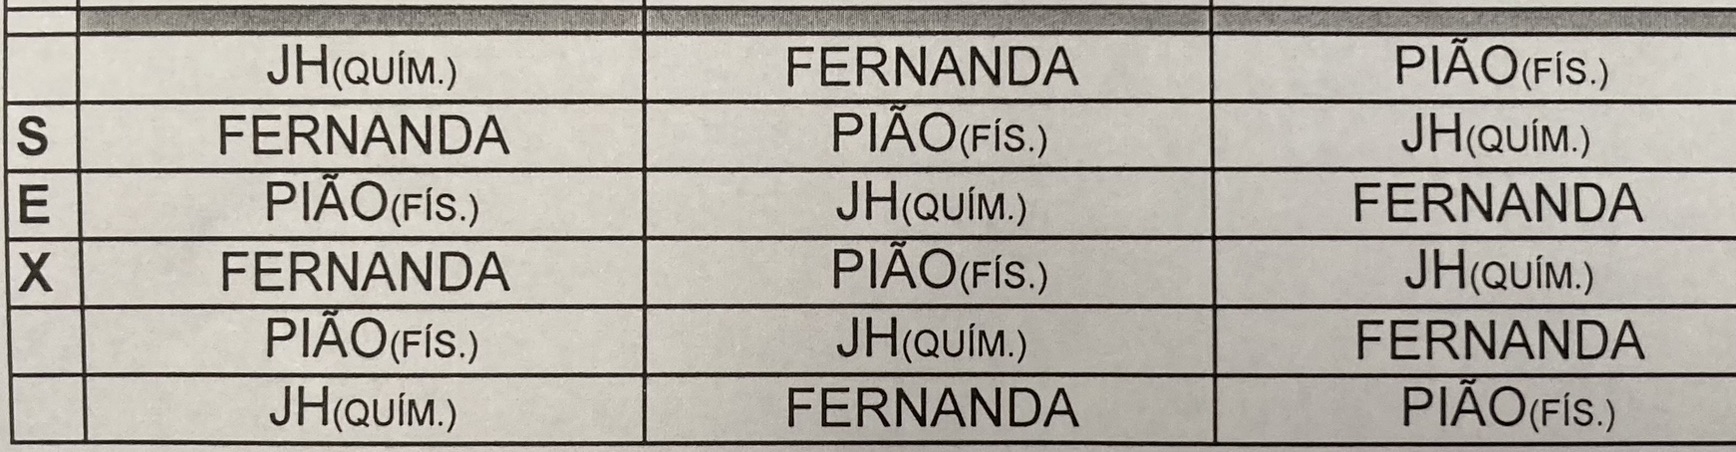 JH(QUÍM.) FERNANDA PIÃO(FÍS.)
S FERNANDA PIÃO(FÍS.) JH(QUÍM.)
E PIÃO(FÍS.) JH(QUÍM.) FERNANDA
X FERNANDA PIÃO(FÍS.) JH(QUÍM.)
PIÃO(FÍS.) JH(QUÍM.) FERNANDA
JH(QUÍM.) FERNANDA PIÃO(FÍS.)